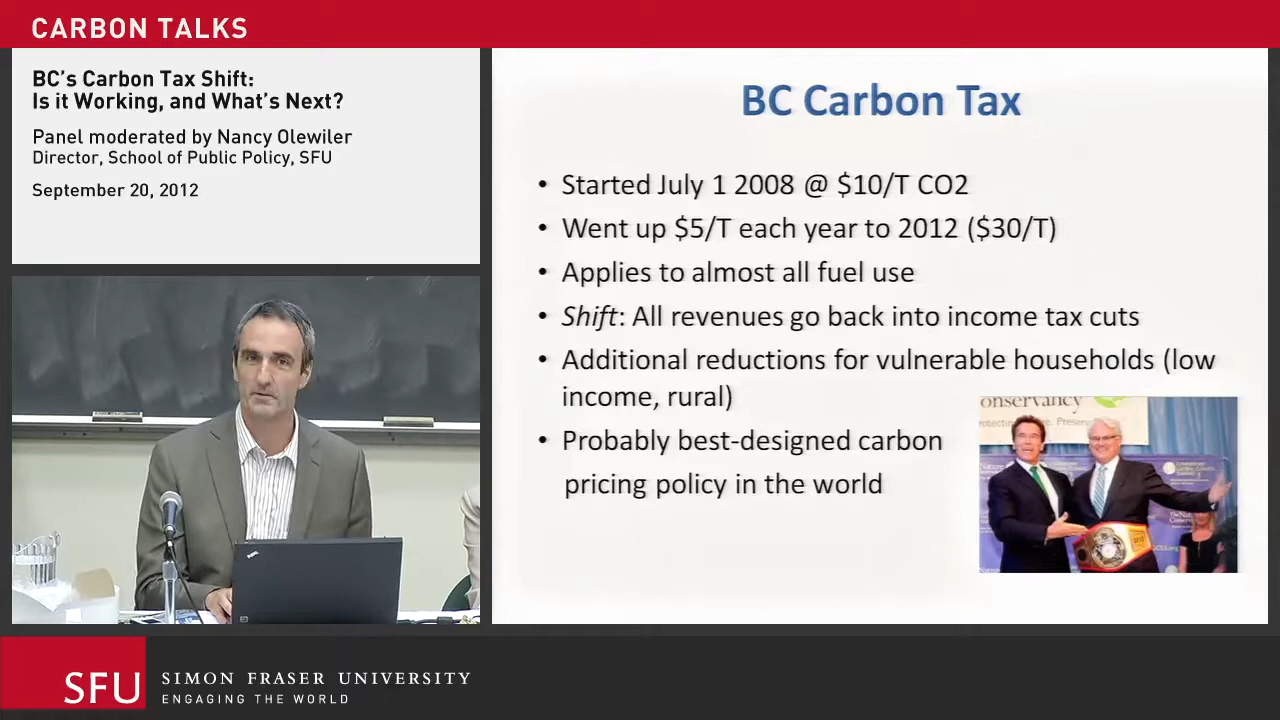 CARBON TALKS
BC's Carbon Tax Shift:
Is it Working, and What's Next?
Panel moderated by Nancy Olewiler
Director, School of Public Policy, SFU
September 20, 2012
BC Carbon Tax
• Started July 1 2008 @ $10/T CO2
• Went up $5/T each year to 2012 ($30/T)
• Applies to almost all fuel use
• Shift: All revenues go back into income tax cuts
• Additional reductions for vulnerable households (low
income, rural)
• Probably best-designed carbon
pricing policy in the world
onservancy
SFU
SIMON FRASER UNIVERSITY
ENGAGING THE WORLD